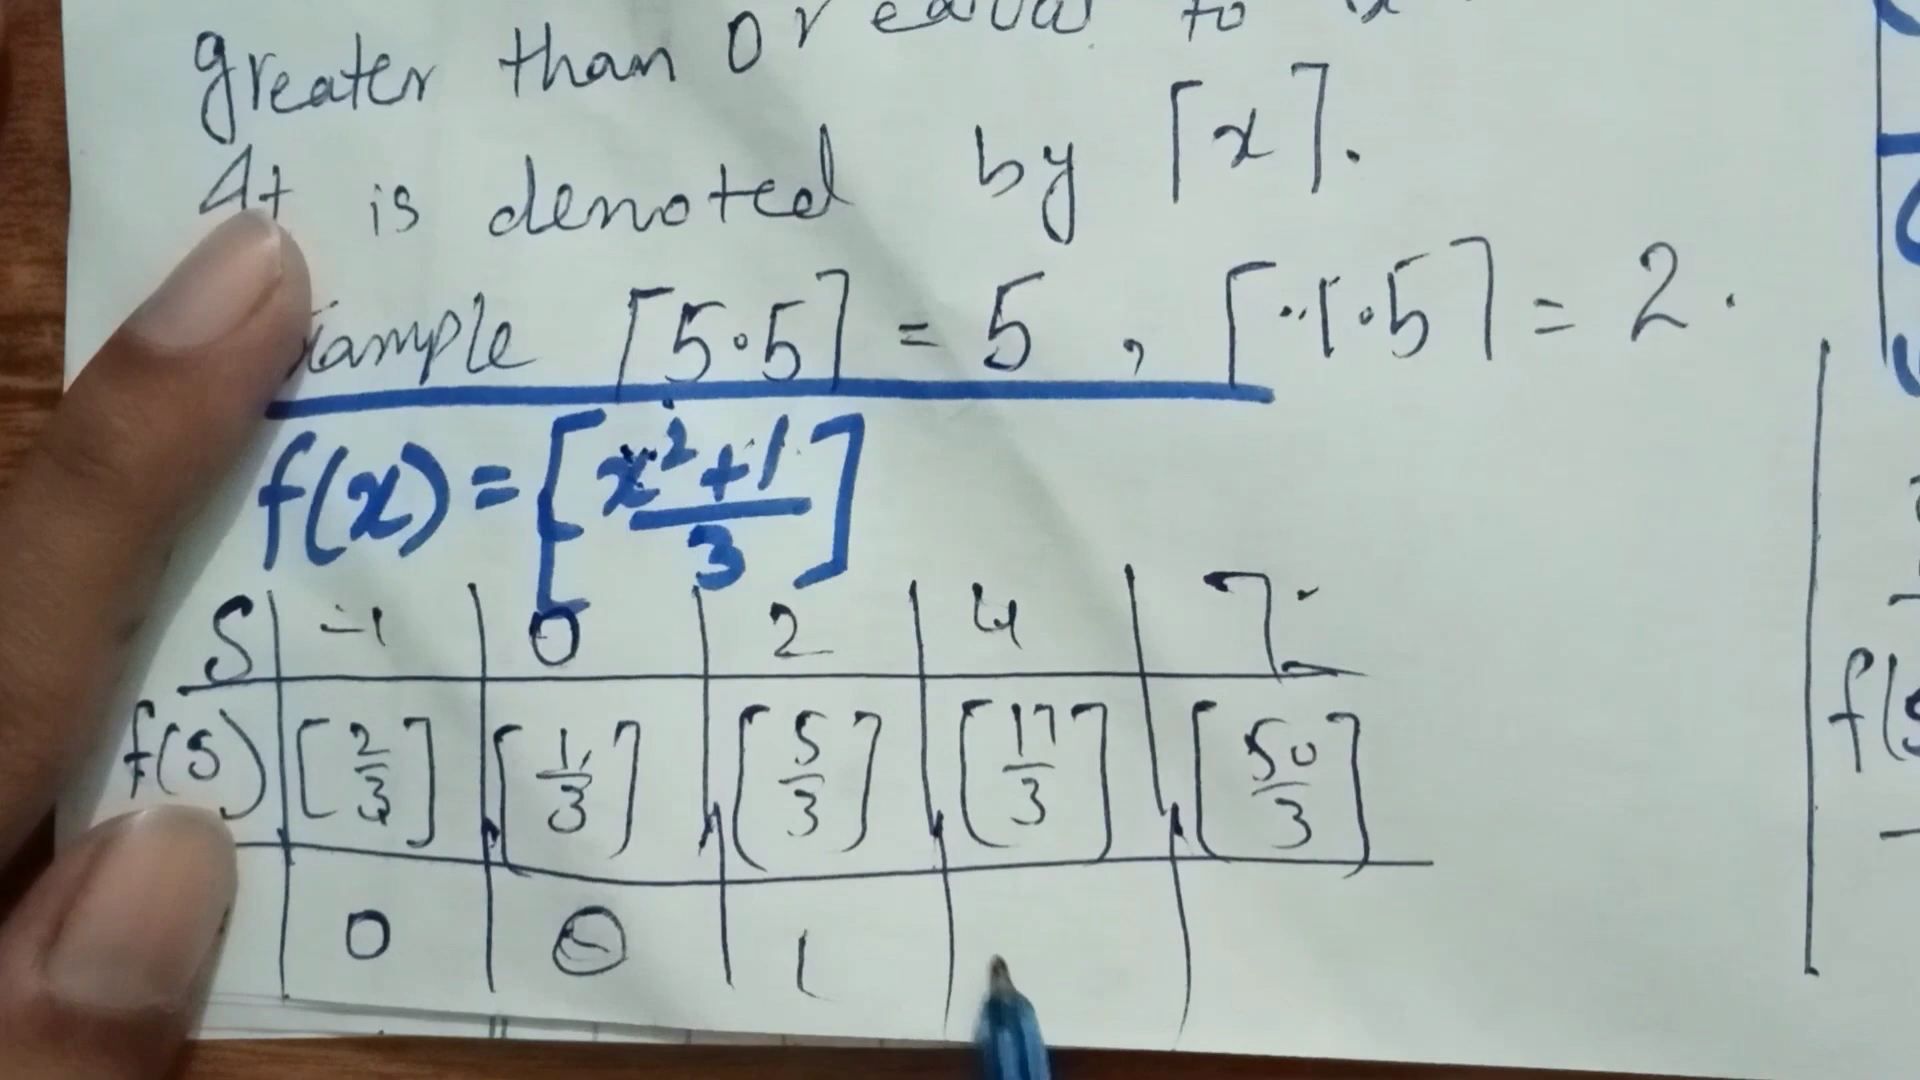 greater than or equal to x
It is denoted by ⌈x⌉.
xample ⌈5.5⌉ = 5 , ⌈-1.5⌉ = 2.
f(x) = [x²+1/3]
S -1 0 2 4 7
f(S) [2/3] [1/3] [5/3] [17/3] [50/3]
0 0 1
f(s